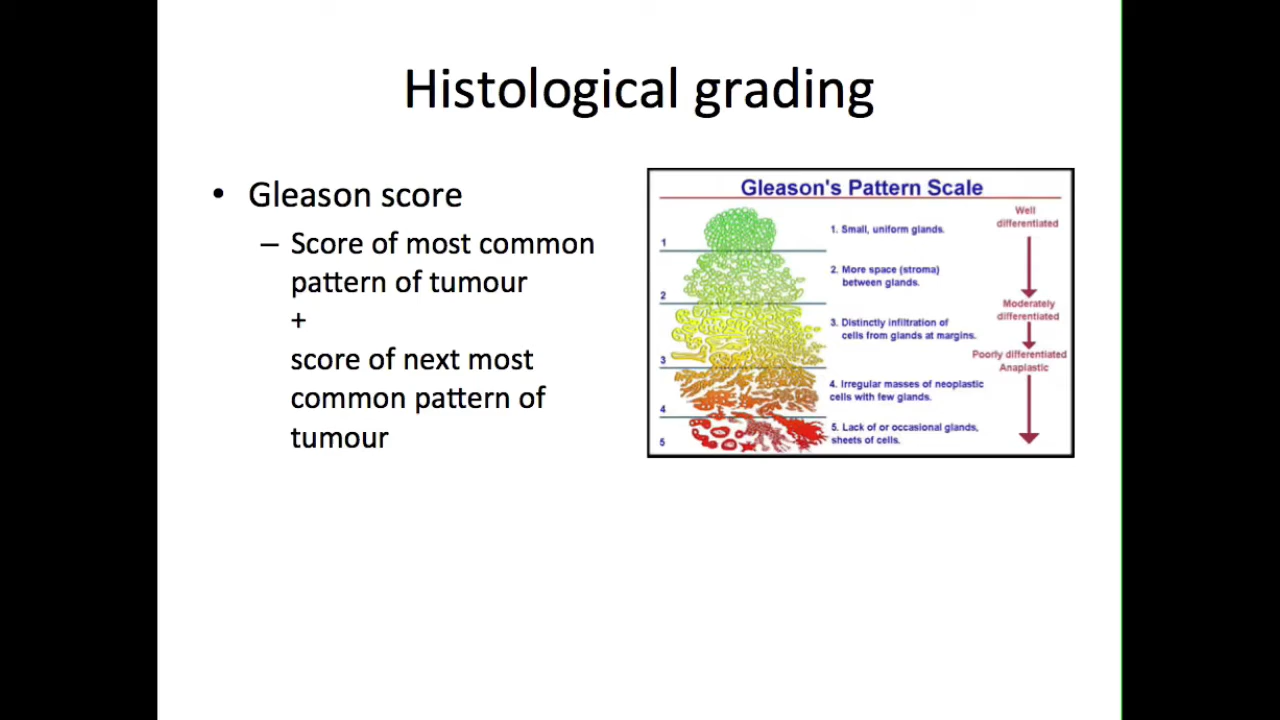 Histological grading
• Gleason score
– Score of most common
pattern of tumour
+
score of next most
common pattern of
tumour
Gleason's Pattern Scale
1
1. Small, uniform glands.
2
2. More space (stroma)
between glands.
3
3. Distinctly infiltration of
cells from glands at margins.
4
4. Irregular masses of neoplastic
cells with few glands.
5
5. Lack of or occasional glands,
sheets of cells.
Well
differentiated
Moderately
differentiated
Poorly differentiated
Anaplastic